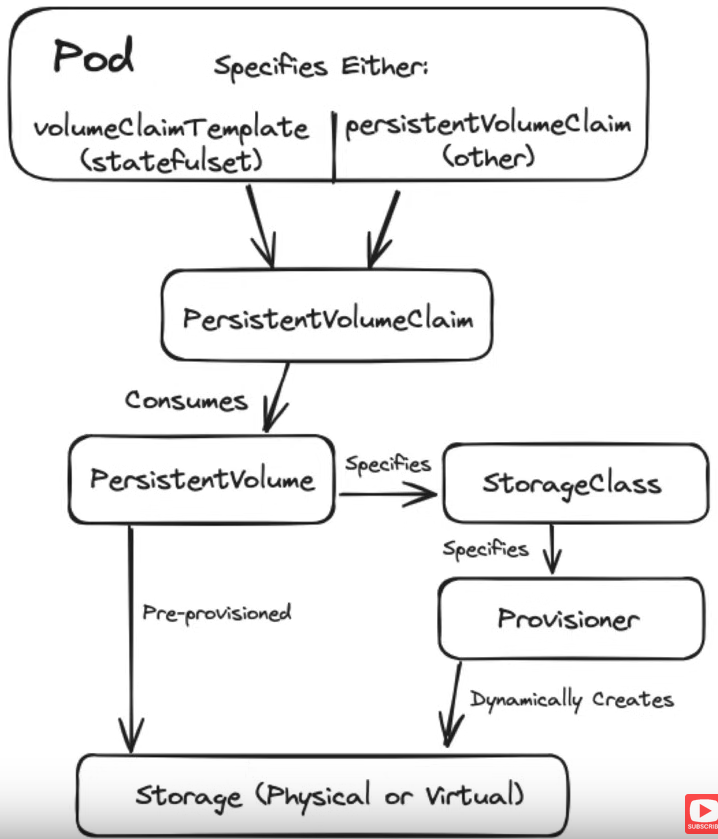 Pod
Specifies Either:
volumeClaimTemplate
(statefulset)
persistentVolumeClaim
(other)
PersistentVolumeClaim
Consumes
PersistentVolume
Specifies
StorageClass
Specifies
Pre-provisioned
Provisioner
Dynamically Creates
Storage (Physical or Virtual)
SUBSCRIB